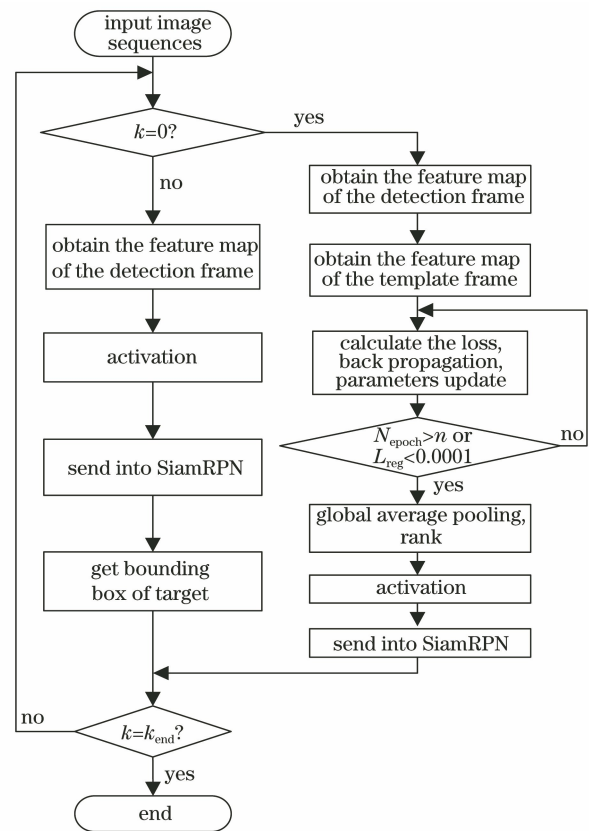 input image
sequences
k=0?
yes
no
obtain the feature map
of the detection frame
activation
send into SiamRPN
get bounding
box of target
obtain the feature map
of the detection frame
obtain the feature map
of the template frame
calculate the loss,
back propagation,
parameters update
N_epoch>n or
L_reg<0.0001
no
yes
global average pooling,
rank
activation
send into SiamRPN
no
k=k_end?
yes
end